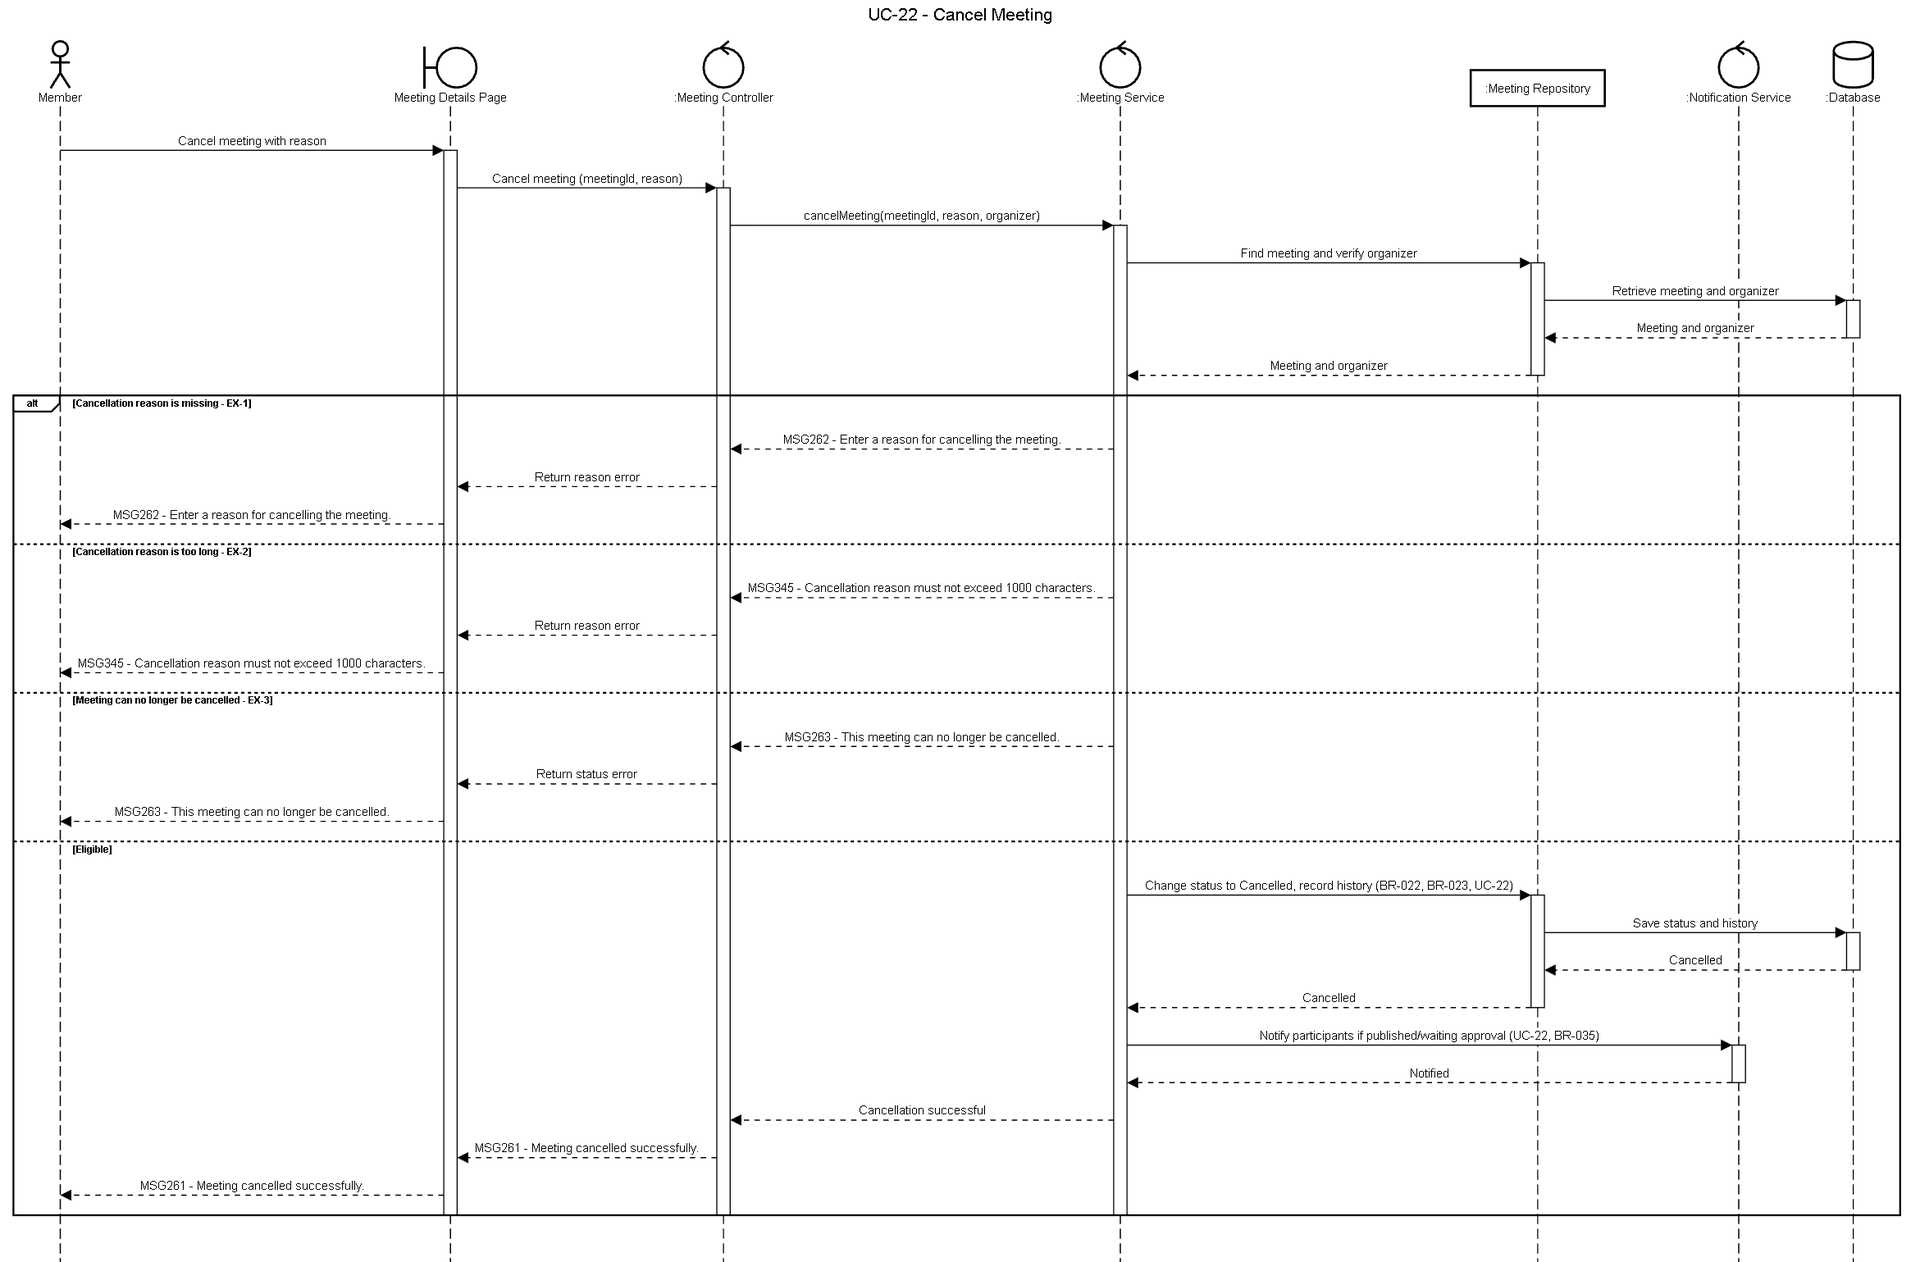 UC-22 - Cancel Meeting
Member
Meeting Details Page
:Meeting Controller
:Meeting Service
:Meeting Repository
:Notification Service
:Database
Cancel meeting with reason
Cancel meeting (meetingId, reason)
cancelMeeting(meetingId, reason, organizer)
Find meeting and verify organizer
Retrieve meeting and organizer
Meeting and organizer
Meeting and organizer
alt
[Cancellation reason is missing - EX-1]
MSG262 - Enter a reason for cancelling the meeting.
Return reason error
MSG262 - Enter a reason for cancelling the meeting.
[Cancellation reason is too long - EX-2]
MSG345 - Cancellation reason must not exceed 1000 characters.
Return reason error
MSG345 - Cancellation reason must not exceed 1000 characters.
[Meeting can no longer be cancelled - EX-3]
MSG263 - This meeting can no longer be cancelled.
Return status error
MSG263 - This meeting can no longer be cancelled.
[Eligible]
Change status to Cancelled, record history (BR-022, BR-023, UC-22)
Save status and history
Cancelled
Cancelled
Notify participants if published/waiting approval (UC-22, BR-035)
Notified
Cancellation successful
MSG261 - Meeting cancelled successfully.
MSG261 - Meeting cancelled successfully.